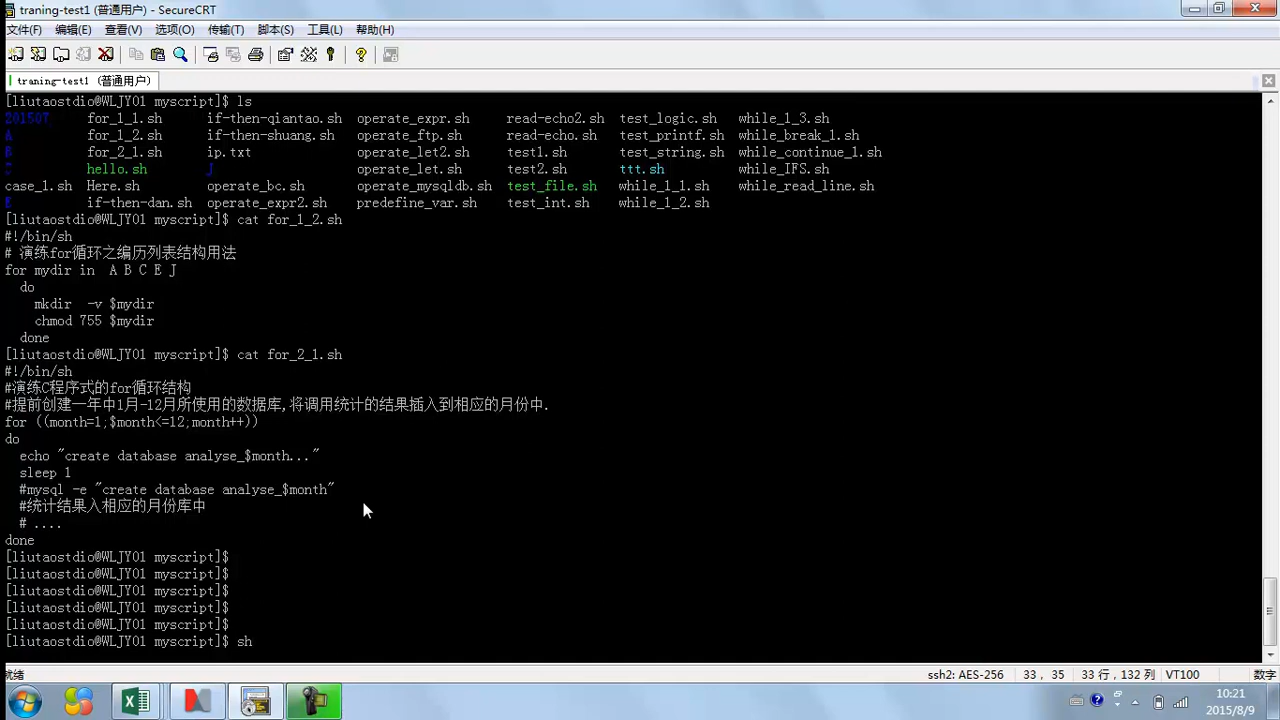 traning-test1 (普通用户) - SecureCRT
文件(F) 编辑(E) 查看(V) 选项(O) 传输(T) 脚本(S) 工具(L) 帮助(H)
traning-test1 (普通用户)
[liutaostdio@WLJY01 myscript]$ ls
201507 for_1_1.sh if-then-qiantao.sh operate_expr.sh read-echo2.sh test_logic.sh while_1_3.sh
A for_1_2.sh if-then-shuang.sh operate_ftp.sh read-echo.sh test_printf.sh while_break_1.sh
B for_2_1.sh ip.txt operate_let2.sh test1.sh test_string.sh while_continue_1.sh
C hello.sh J operate_let.sh test2.sh ttt.sh while_IFS.sh
case_1.sh Here.sh operate_bc.sh operate_mysqldb.sh test_file.sh while_1_1.sh while_read_line.sh
E if-then-dan.sh operate_expr2.sh predefine_var.sh test_int.sh while_1_2.sh
[liutaostdio@WLJY01 myscript]$ cat for_1_2.sh
#!/bin/sh
# 演练for循环之编历列表结构用法
for mydir in  A B C E J
  do
    mkdir  -v $mydir
    chmod 755 $mydir
  done
[liutaostdio@WLJY01 myscript]$ cat for_2_1.sh
#!/bin/sh
#演练C程序式的for循环结构
#提前创建一年中1月-12月所使用的数据库,将调用统计的结果插入到相应的月份中.
for ((month=1;$month<=12;month++))
do
  echo "create database analyse_$month..."
  sleep 1
  #mysql -e "create database analyse_$month"
  #统计结果入相应的月份库中
  # ....
done
[liutaostdio@WLJY01 myscript]$
[liutaostdio@WLJY01 myscript]$
[liutaostdio@WLJY01 myscript]$
[liutaostdio@WLJY01 myscript]$
[liutaostdio@WLJY01 myscript]$
[liutaostdio@WLJY01 myscript]$ sh
就绪 ssh2: AES-256 33, 35 33 行, 132 列 VT100 数字
10:21
2015/8/9